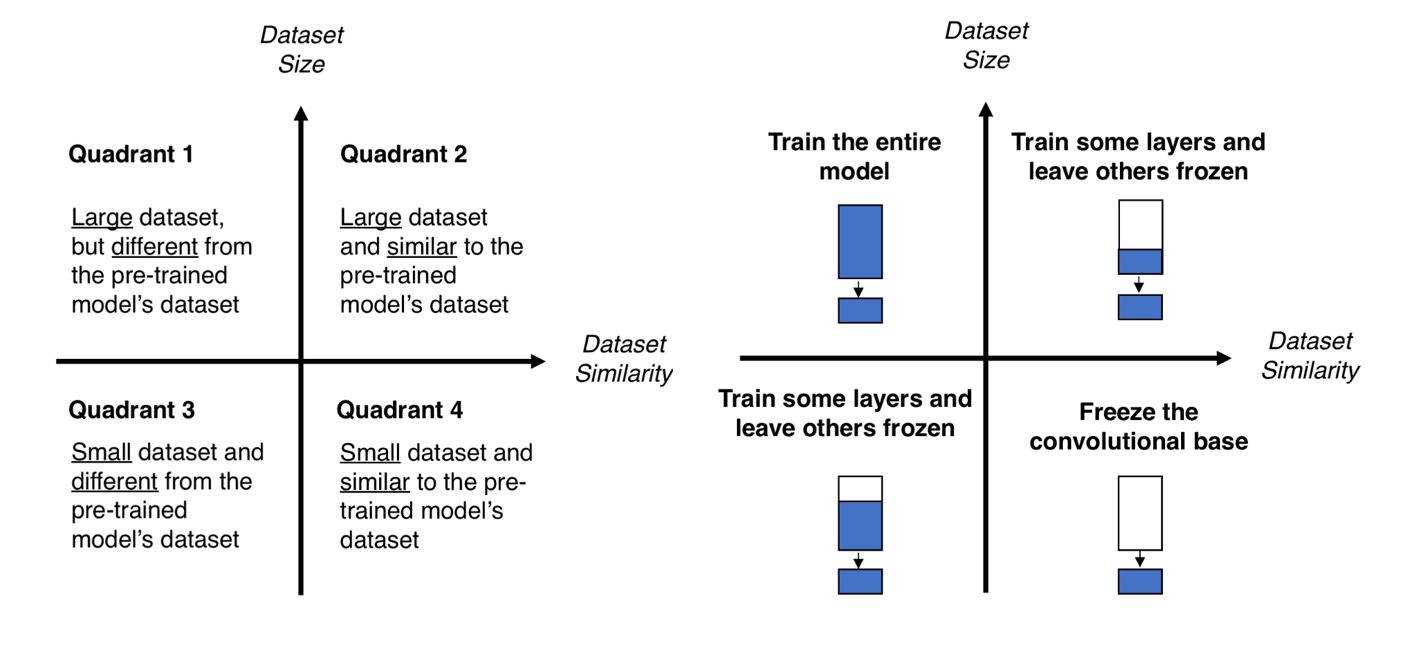 Dataset
Size
Quadrant 1
Large dataset,
but different from
the pre-trained
model's dataset
Quadrant 2
Large dataset
and similar to the
pre-trained
model's dataset
Dataset
Similarity
Quadrant 3
Small dataset and
different from the
pre-trained
model's dataset
Quadrant 4
Small dataset and
similar to the pre-
trained model's
dataset
Dataset
Size
Train the entire
model
Train some layers and
leave others frozen
Dataset
Similarity
Train some layers and
leave others frozen
Freeze the
convolutional base